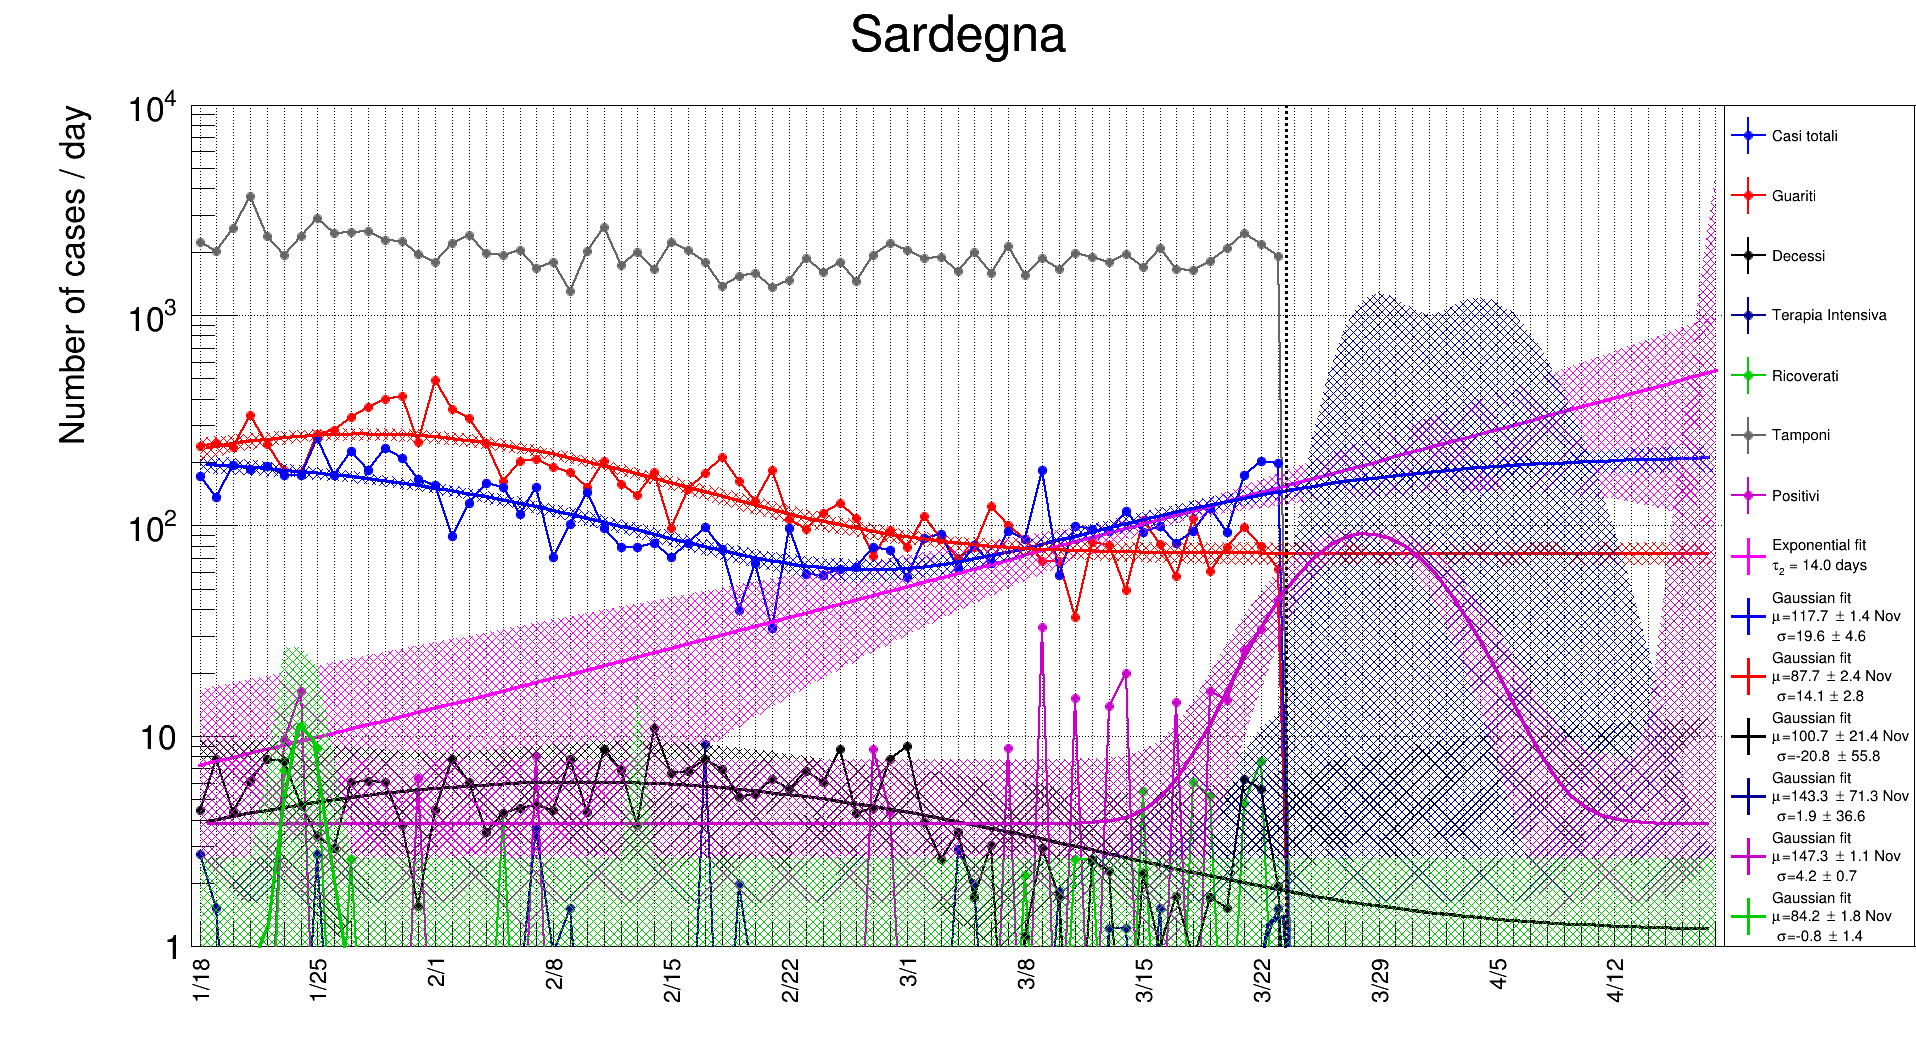 Sardegna
Number of cases / day
10⁴
10³
10²
10
1
1/18
1/25
2/1
2/8
2/15
2/22
3/1
3/8
3/15
3/22
3/29
4/5
4/12
Casi totali
Guariti
Decessi
Terapia Intensiva
Ricoverati
Tamponi
Positivi
Exponential fit
τ₂ = 14.0 days
Gaussian fit
μ=117.7 ± 1.4 Nov
σ=19.6 ± 4.6
Gaussian fit
μ=87.7 ± 2.4 Nov
σ=14.1 ± 2.8
Gaussian fit
μ=100.7 ± 21.4 Nov
σ=-20.8 ± 55.8
Gaussian fit
μ=143.3 ± 71.3 Nov
σ=1.9 ± 36.6
Gaussian fit
μ=147.3 ± 1.1 Nov
σ=4.2 ± 0.7
Gaussian fit
μ=84.2 ± 1.8 Nov
σ=-0.8 ± 1.4